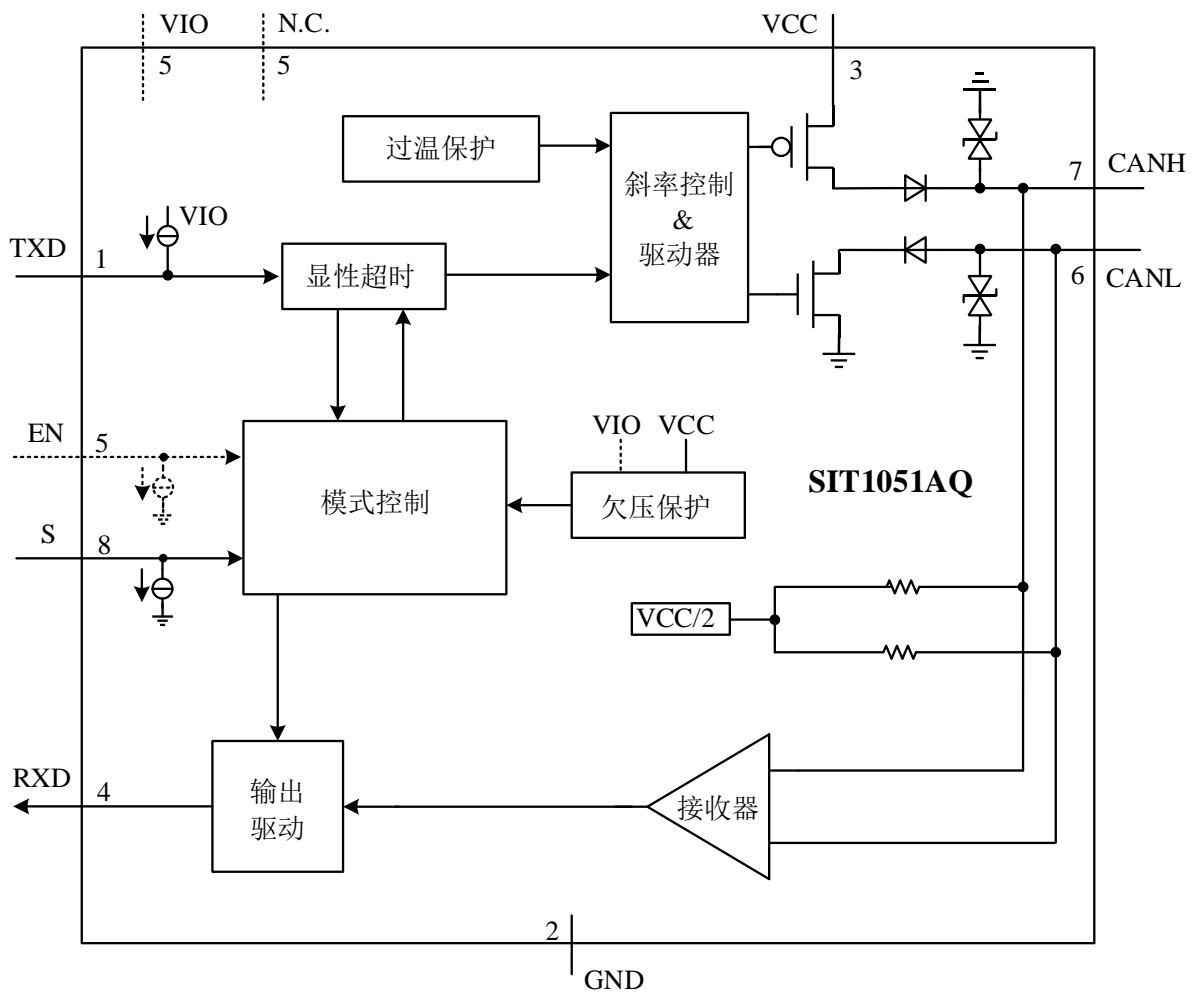 VIO
N.C.
VCC
5
5
3
过温保护
斜率控制
&
驱动器
7
CANH
VIO
TXD
1
显性超时
6
CANL
EN
5
VIO
VCC
模式控制
欠压保护
SIT1051AQ
S
8
VCC/2
RXD
4
输出
驱动
接收器
2
GND